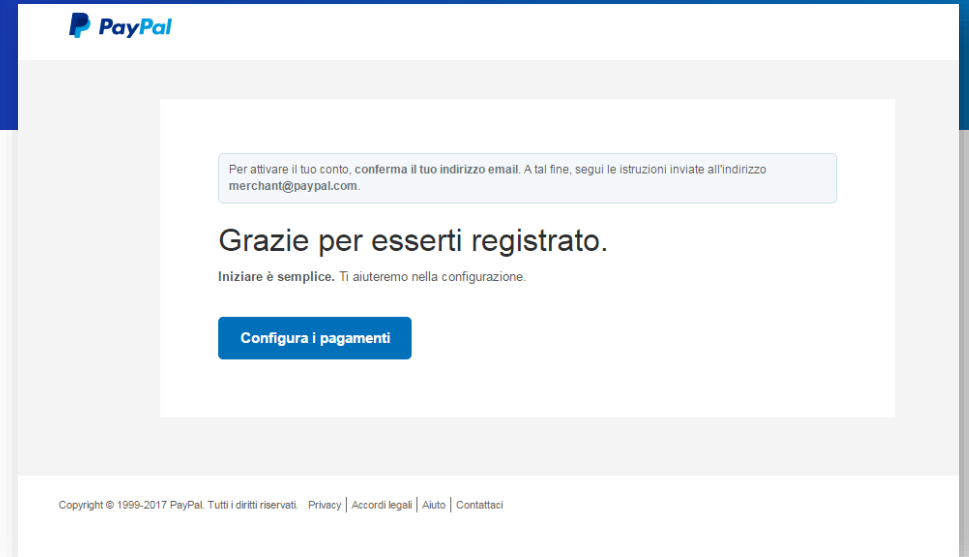 PayPal
Per attivare il tuo conto, conferma il tuo indirizzo email. A tal fine, segui le istruzioni inviate all'indirizzo
merchant@paypal.com.
Grazie per esserti registrato.
Iniziare è semplice. Ti aiuteremo nella configurazione.
Configura i pagamenti
Copyright © 1999-2017 PayPal. Tutti i diritti riservati. Privacy | Accordi legali | Aiuto | Contattaci